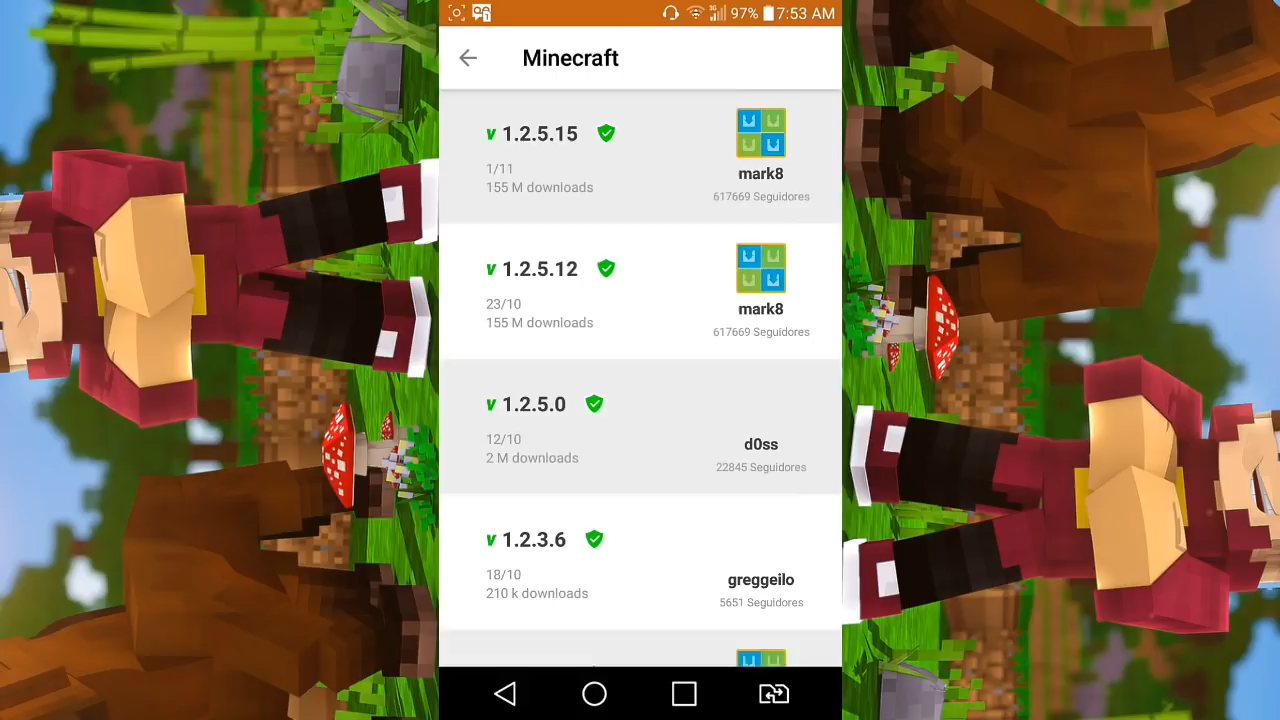 97% 7:53 AM
Minecraft
v 1.2.5.15
1/11
155 M downloads
mark8
617669 Seguidores
v 1.2.5.12
23/10
155 M downloads
mark8
617669 Seguidores
v 1.2.5.0
12/10
2 M downloads
d0ss
22845 Seguidores
v 1.2.3.6
18/10
210 k downloads
greggeilo
5651 Seguidores